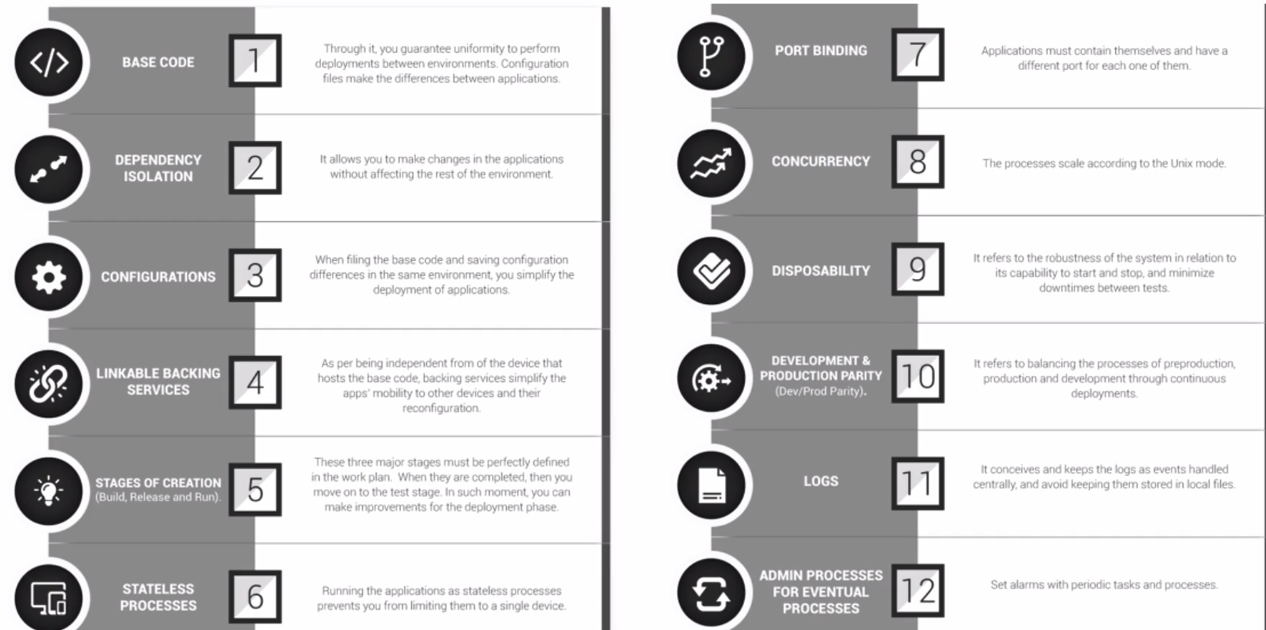 BASE CODE
1
Through it, you guarantee uniformity to perform
deployments between environments. Configuration
files make the differences between applications.
DEPENDENCY
ISOLATION
2
It allows you to make changes in the applications
without affecting the rest of the environment.
CONFIGURATIONS
3
When filing the base code and saving configuration
differences in the same environment, you simplify the
deployment of applications.
LINKABLE BACKING
SERVICES
4
As per being independent from of the device that
hosts the base code, backing services simplify the
apps' mobility to other devices and their
reconfiguration.
STAGES OF CREATION
(Build, Release and Run).
5
These three major stages must be perfectly defined
in the work plan. When they are completed, then you
move on to the test stage. In such moment, you can
make improvements for the deployment phase.
STATELESS
PROCESSES
6
Running the applications as stateless processes
prevents you from limiting them to a single device.
PORT BINDING
7
Applications must contain themselves and have a
different port for each one of them.
CONCURRENCY
8
The processes scale according to the Unix mode.
DISPOSABILITY
9
It refers to the robustness of the system in relation to
its capability to start and stop, and minimize
downtimes between tests.
DEVELOPMENT &
PRODUCTION PARITY
(Dev/Prod Parity).
10
It refers to balancing the processes of preproduction,
production and development through continuous
deployments.
LOGS
11
It conceives and keeps the logs as events handled
centrally, and avoid keeping them stored in local files.
ADMIN PROCESSES
FOR EVENTUAL
PROCESSES
12
Set alarms with periodic tasks and processes.